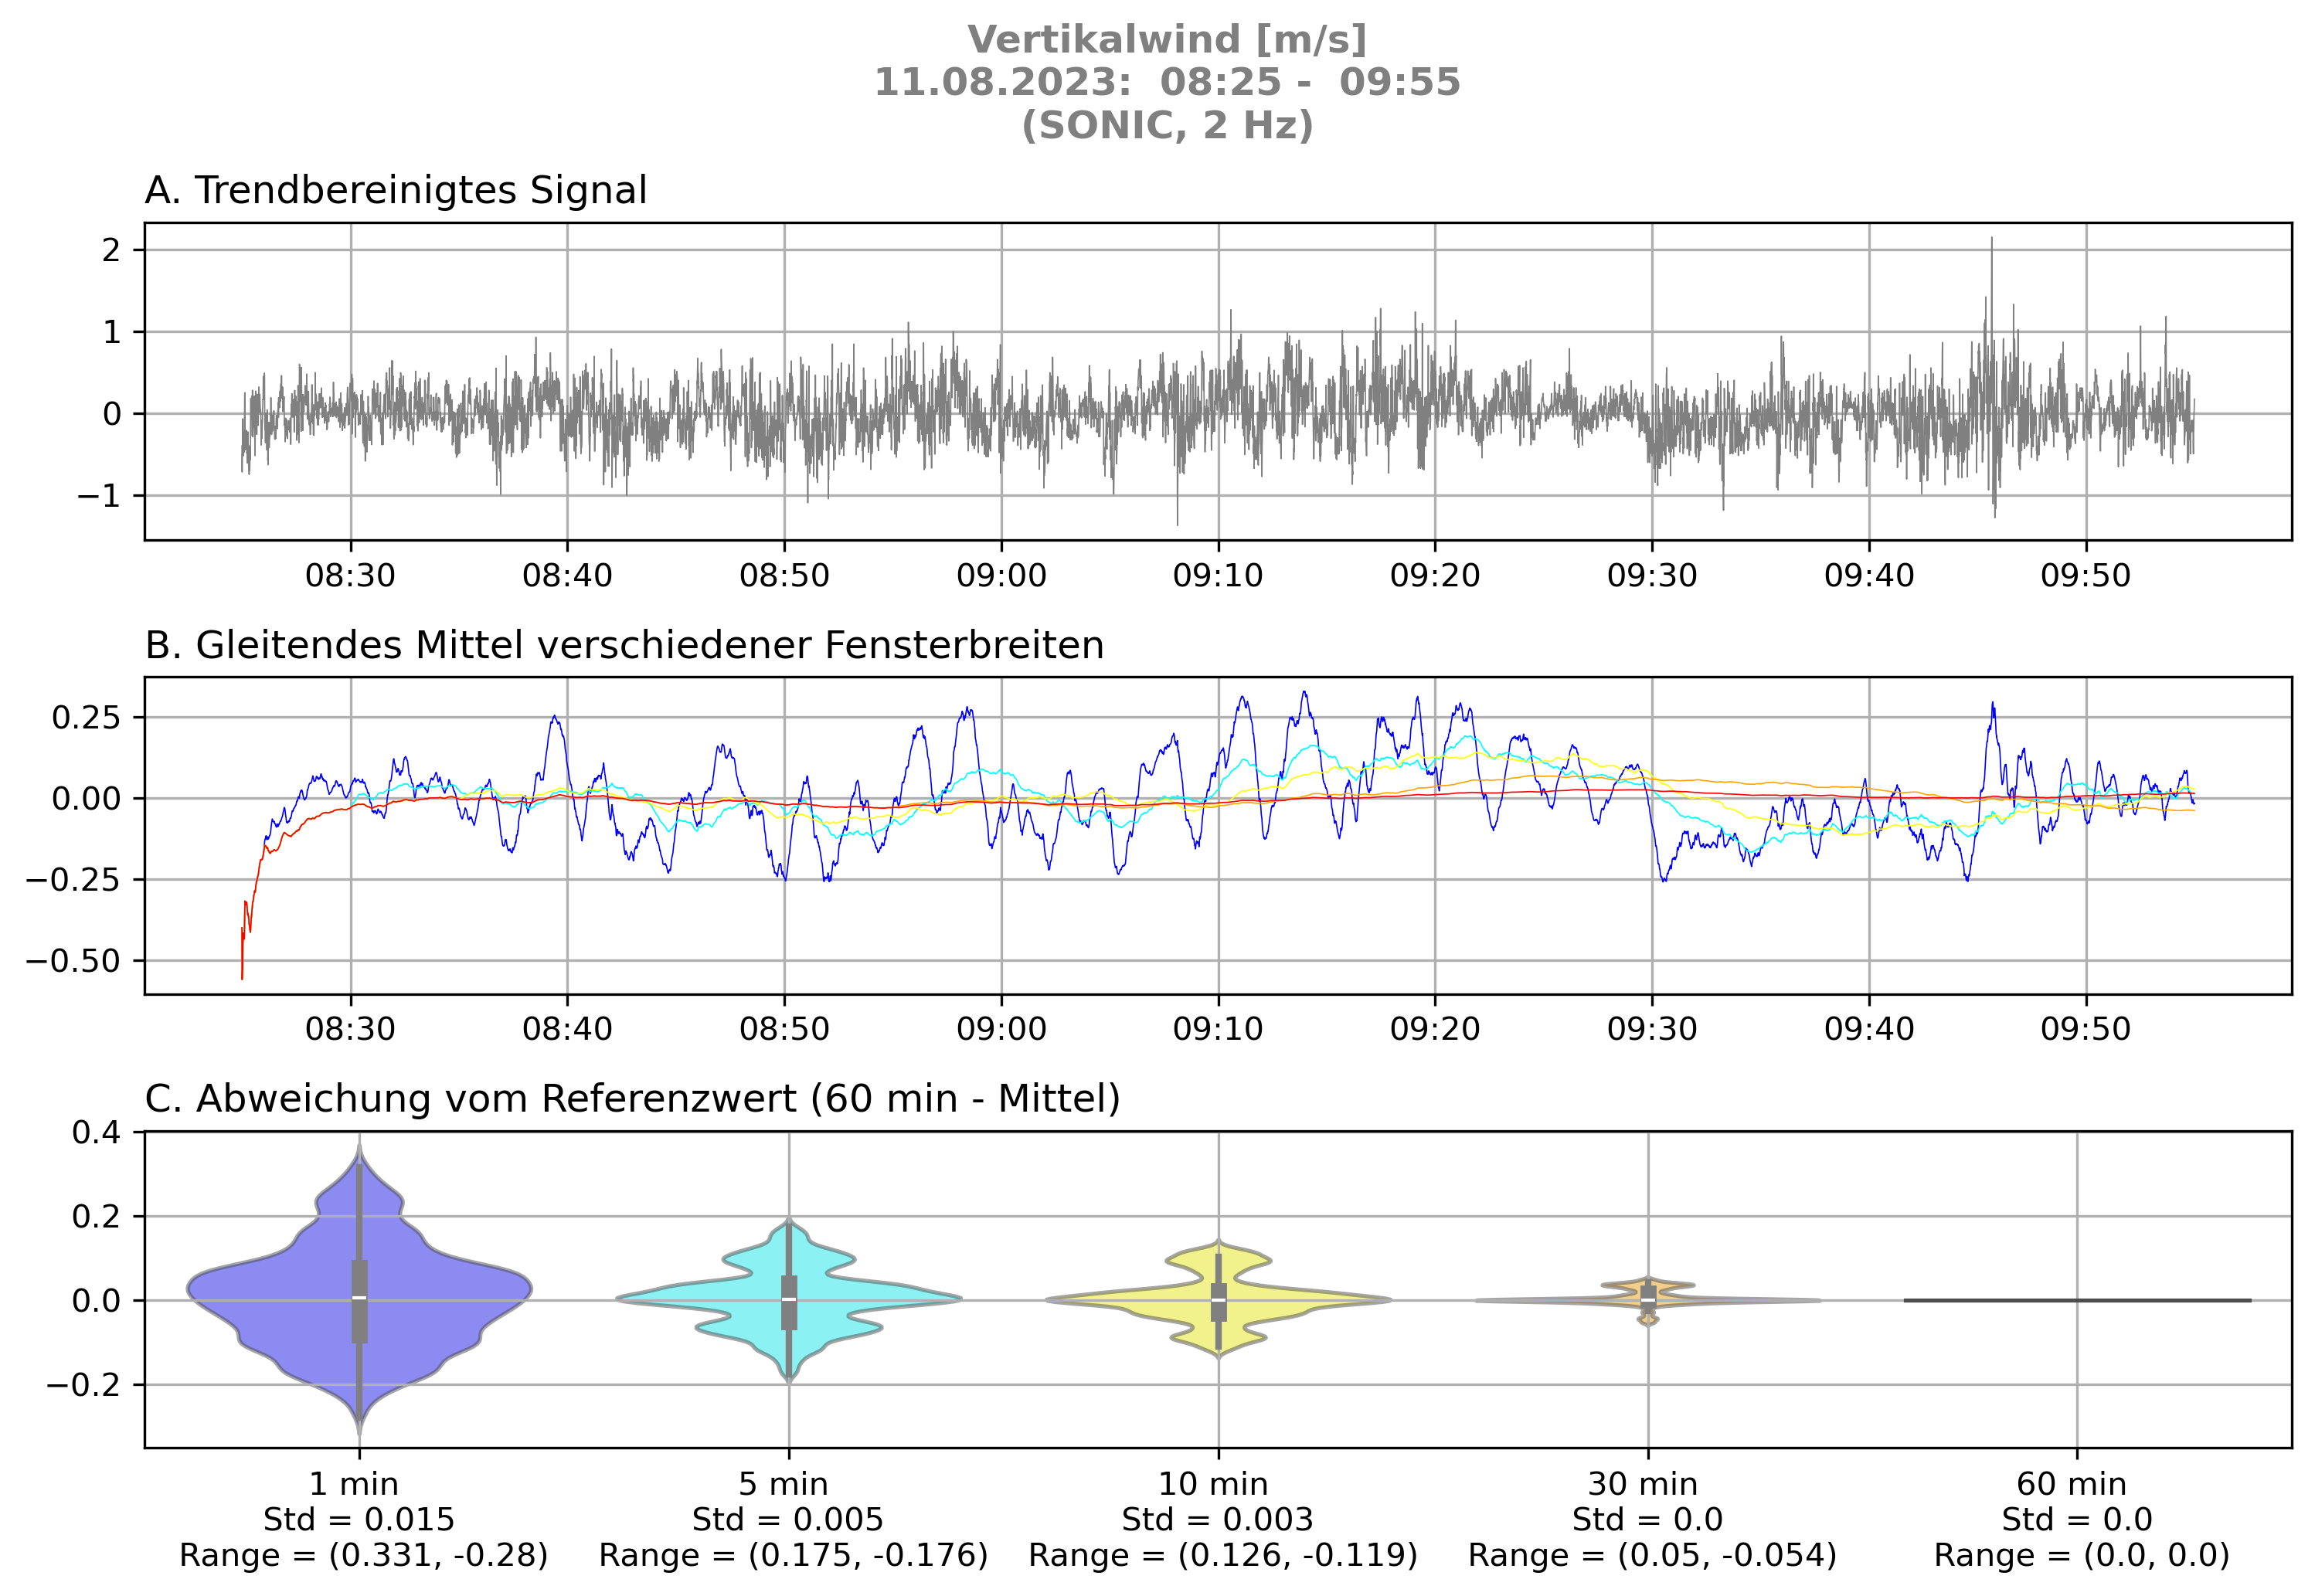 Vertikalwind [m/s]
11.08.2023:  08:25 -  09:55
(SONIC, 2 Hz)
A. Trendbereinigtes Signal
2
1
0
−1
08:30 08:40 08:50 09:00 09:10 09:20 09:30 09:40 09:50
B. Gleitendes Mittel verschiedener Fensterbreiten
0.25
0.00
−0.25
−0.50
08:30 08:40 08:50 09:00 09:10 09:20 09:30 09:40 09:50
C. Abweichung vom Referenzwert (60 min - Mittel)
0.4
0.2
0.0
−0.2
1 min 5 min 10 min 30 min 60 min
Std = 0.015 Std = 0.005 Std = 0.003 Std = 0.0 Std = 0.0
Range = (0.331, -0.28) Range = (0.175, -0.176) Range = (0.126, -0.119) Range = (0.05, -0.054) Range = (0.0, 0.0)